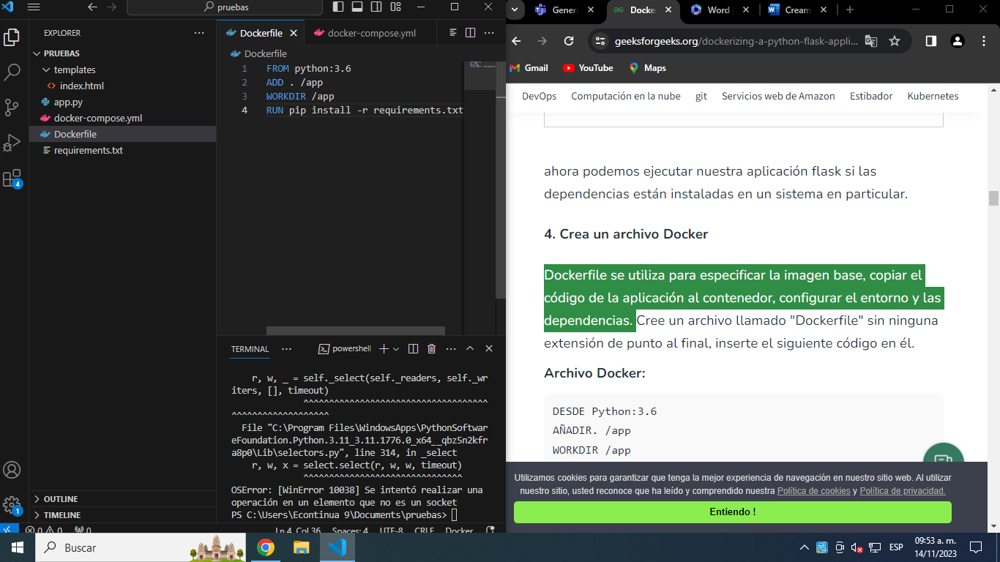 pruebas
EXPLORER
PRUEBAS
templates
index.html
app.py
docker-compose.yml
Dockerfile
requirements.txt
4
1
OUTLINE
TIMELINE
Dockerfile
docker-compose.yml
Dockerfile
1 FROM python:3.6
2 ADD . /app
3 WORKDIR /app
4 RUN pip install -r requirements.txt
TERMINAL
powershell
r, w, _ = self._select(self._readers, self._wr
iters, [], timeout)
^^^^^^^^^^^^^^^^^^^^^^^^^^^^^^^^^^^^
^^^^^^^^^^^^^^^^^^^
File "C:\Program Files\WindowsApps\PythonSoftwar
eFoundation.Python.3.11_3.11.1776.0_x64__qbz5n2kfr
a8p0\Lib\selectors.py", line 314, in _select
r, w, x = select.select(r, w, w, timeout)
^^^^^^^^^^^^^^^^^^^^^^^^^^^^^^^
OSError: [WinError 10038] Se intentó realizar una
operación en un elemento que no es un socket
PS C:\Users\Econtinua 9\Documents\pruebas>
0 0 0 Ln 4, Col 36 Spaces: 4 UTF-8 CRLF Docker
Genera
Docke
Word
Cream
geeksforgeeks.org/dockerizing-a-python-flask-appli...
Gmail YouTube Maps
DevOps Computación en la nube git Servicios web de Amazon Estibador Kubernetes
ahora podemos ejecutar nuestra aplicación flask si las
dependencias están instaladas en un sistema en particular.
4. Crea un archivo Docker
Dockerfile se utiliza para especificar la imagen base, copiar el
código de la aplicación al contenedor, configurar el entorno y las
dependencias. Cree un archivo llamado "Dockerfile" sin ninguna
extensión de punto al final, inserte el siguiente código en él.
Archivo Docker:
DESDE Python:3.6
AÑADIR. /app
WORKDIR /app
Utilizamos cookies para garantizar que tenga la mejor experiencia de navegación en nuestro sitio web. Al utilizar
nuestro sitio, usted reconoce que ha leído y comprendido nuestra Política de cookies y Política de privacidad.
Entiendo !
Buscar
ESP
09:53 a. m.
14/11/2023